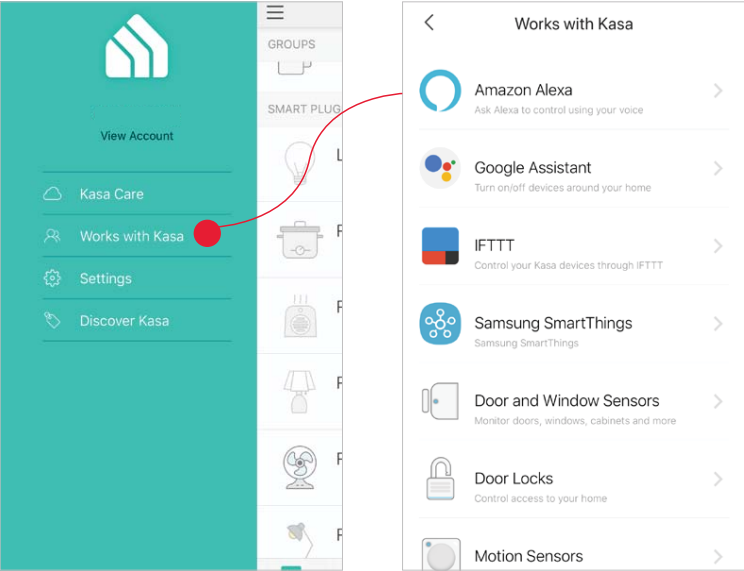 View Account
Kasa Care
Works with Kasa
Settings
Discover Kasa
GROUPS
SMART PLUG
L
F
F
F
F
F
Works with Kasa
Amazon Alexa
Ask Alexa to control using your voice
Google Assistant
Turn on/off devices around your home
IFTTT
Control your Kasa devices through IFTTT
Samsung SmartThings
Samsung SmartThings
Door and Window Sensors
Monitor doors, windows, cabinets and more
Door Locks
Control access to your home
Motion Sensors